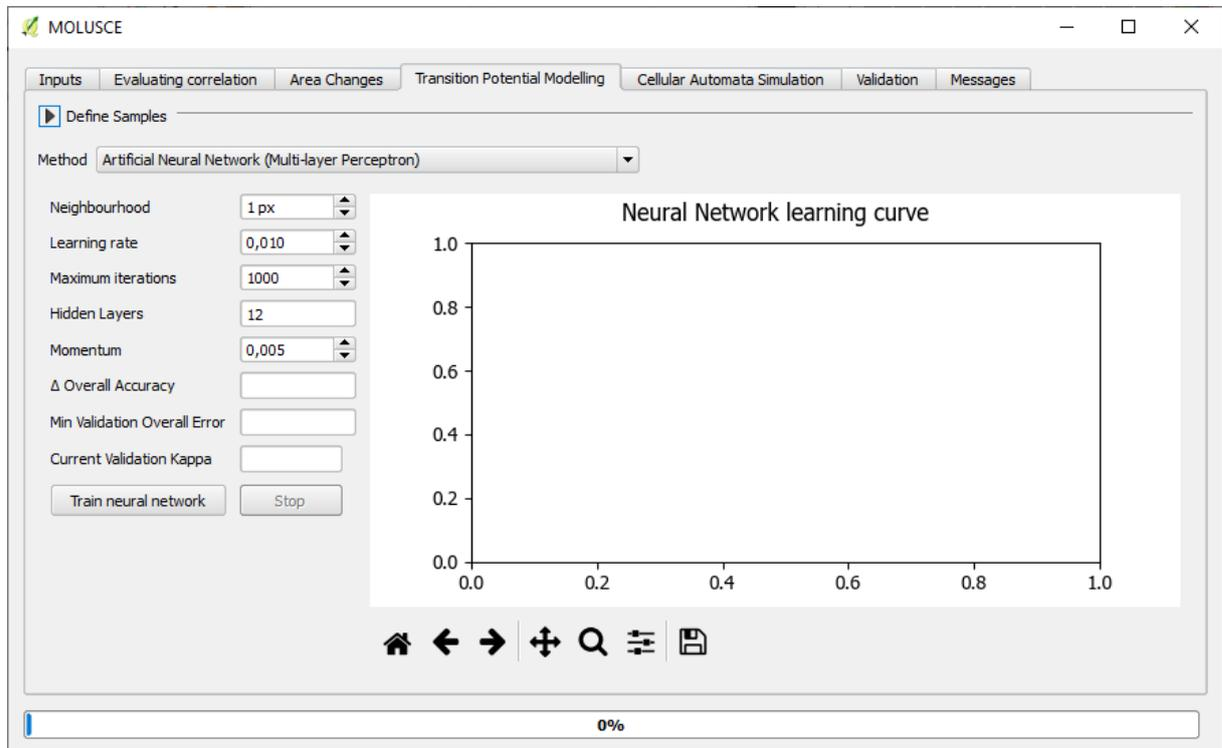 MOLUSCE
Inputs Evaluating correlation Area Changes Transition Potential Modelling Cellular Automata Simulation Validation Messages
Define Samples
Method Artificial Neural Network (Multi-layer Perceptron)
Neighbourhood 1 px
Learning rate 0,010
Maximum iterations 1000
Hidden Layers 12
Momentum 0,005
Δ Overall Accuracy
Min Validation Overall Error
Current Validation Kappa
Train neural network Stop
Neural Network learning curve
1.0
0.8
0.6
0.4
0.2
0.0
0.0 0.2 0.4 0.6 0.8 1.0
0%